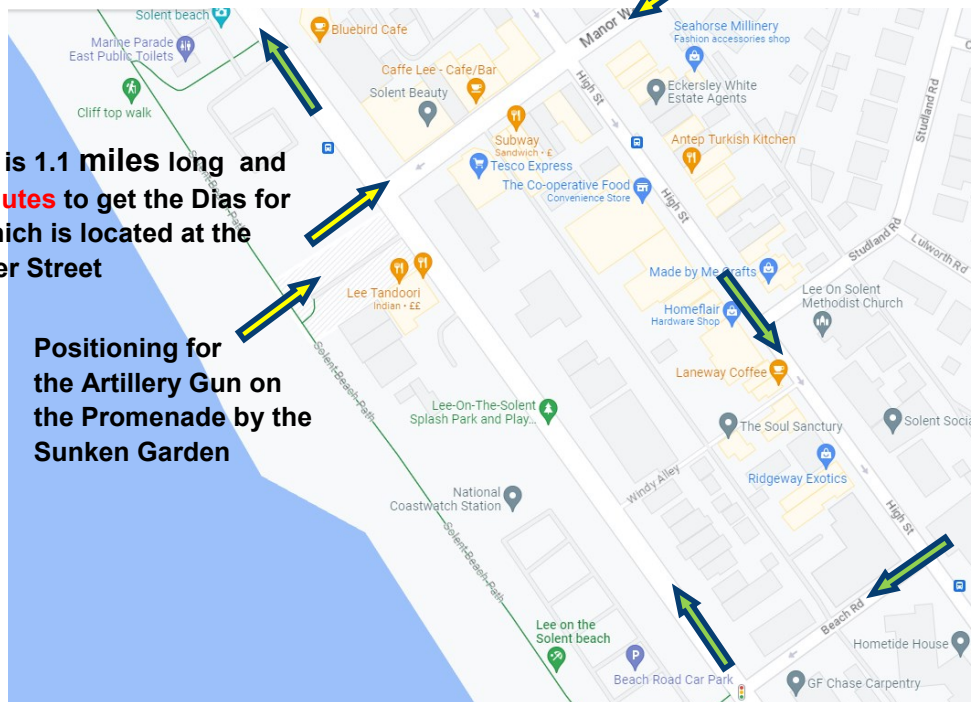 Solent beach
Bluebird Cafe
Manor W
Seahorse Millinery
Fashion accessories shop
Marine Parade
East Public Toilets
Caffe Lee - Cafe/Bar
High St
Cliff top walk
Solent Beauty
Eckersley White
Estate Agents
Studland Rd
Subway
Sandwich • £
Antep Turkish Kitchen
is 1.1 miles long and
utes to get the Dias for
hich is located at the
er Street
Tesco Express
The Co-operative Food
Convenience Store
High St
Solent Beach Path
Studland Rd
Lulworth Rd
Made by Me Crafts
Lee Tandoori
Indian • ££
Lee On Solent
Methodist Church
Homeflair
Hardware Shop
Positioning for
the Artillery Gun on
the Promenade by the
Sunken Garden
Solent Beach Path
Laneway Coffee
Lee-On-The-Solent
Splash Park and Play...
The Soul Sanctury
Solent Socia
Ridgeway Exotics
Windy Alley
National
Coastwatch Station
High St
Solent Beach Path
Beach Rd
Lee on the
Solent beach
Hometide House
P
Beach Road Car Park
GF Chase Carpentry